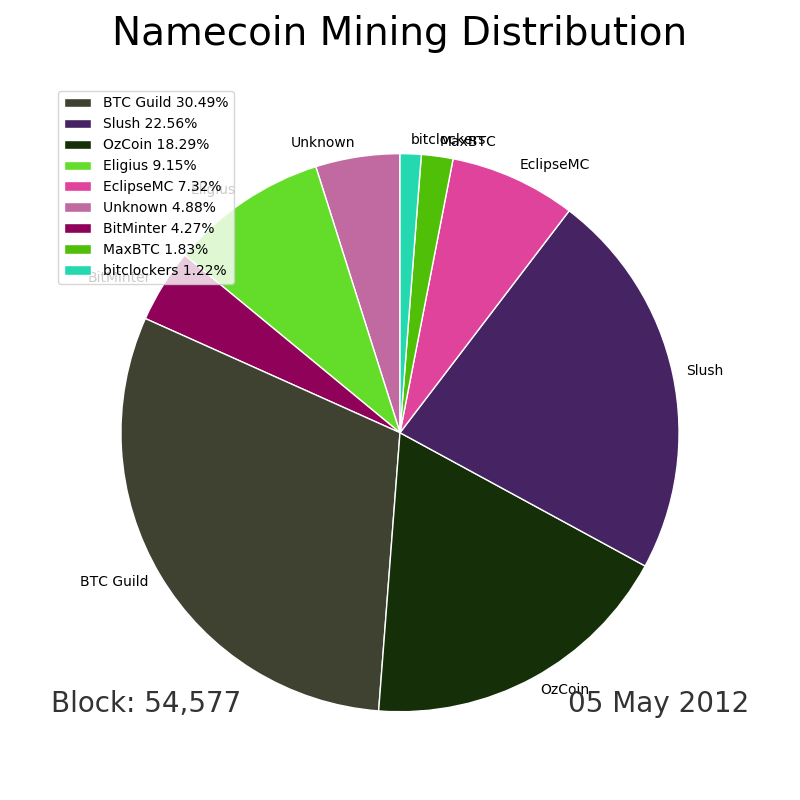 Namecoin Mining Distribution
BTC Guild 30.49%
Slush 22.56%
OzCoin 18.29%
Eligius 9.15%
EclipseMC 7.32%
Unknown 4.88%
BitMinter 4.27%
MaxBTC 1.83%
bitclockers 1.22%
Unknown
bitclockers
MaxBTC
EclipseMC
Eligius
BitMinter
Slush
BTC Guild
OzCoin
Block: 54,577
05 May 2012